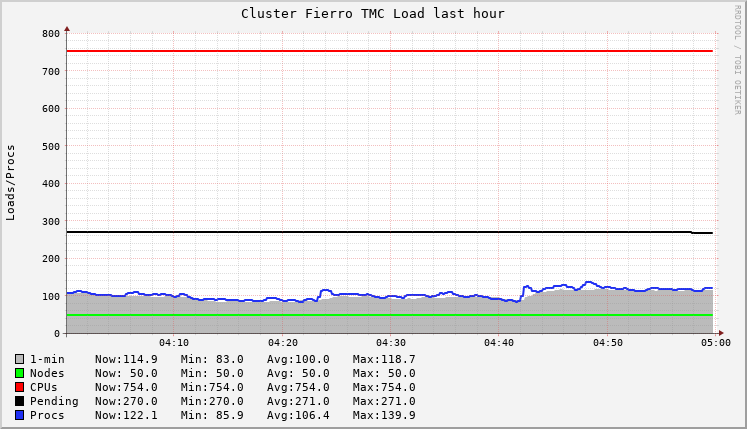 Cluster Fierro TMC Load last hour
RRDTOOL / TOBI OETIKER
Loads/Procs
800
700
600
500
400
300
200
100
0
04:10 04:20 04:30 04:40 04:50 05:00
1-min Now:114.9 Min: 83.0 Avg:100.0 Max:118.7
Nodes Now: 50.0 Min: 50.0 Avg: 50.0 Max: 50.0
CPUs Now:754.0 Min:754.0 Avg:754.0 Max:754.0
Pending Now:270.0 Min:270.0 Avg:271.0 Max:271.0
Procs Now:122.1 Min: 85.9 Avg:106.4 Max:139.9